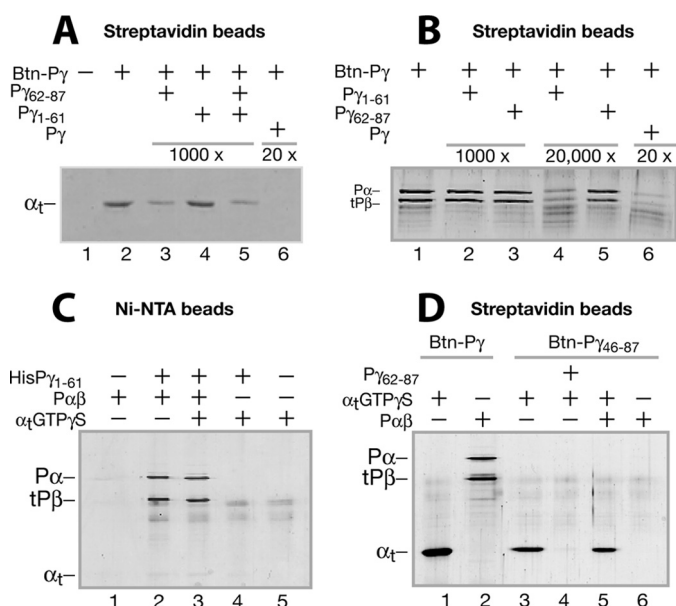 A Streptavidin beads
Btn-Pγ − + + + + +
Pγ62-87 + +
Pγ1-61 + +
Pγ +
1000 x 20 x
αt–
1 2 3 4 5 6
B Streptavidin beads
Btn-Pγ + + + + + +
Pγ1-61 + +
Pγ62-87 + +
Pγ +
1000 x 20,000 x 20 x
Pα–
tPβ–
1 2 3 4 5 6
C Ni-NTA beads
HisPγ1-61 − + + + −
Pαβ + + + − −
αtGTPγS − − + + +
Pα–
tPβ–
αt–
1 2 3 4 5
D Streptavidin beads
Btn-Pγ Btn-Pγ46-87
Pγ62-87 +
αtGTPγS + − + + + −
Pαβ − + − − + +
Pα–
tPβ–
αt–
1 2 3 4 5 6